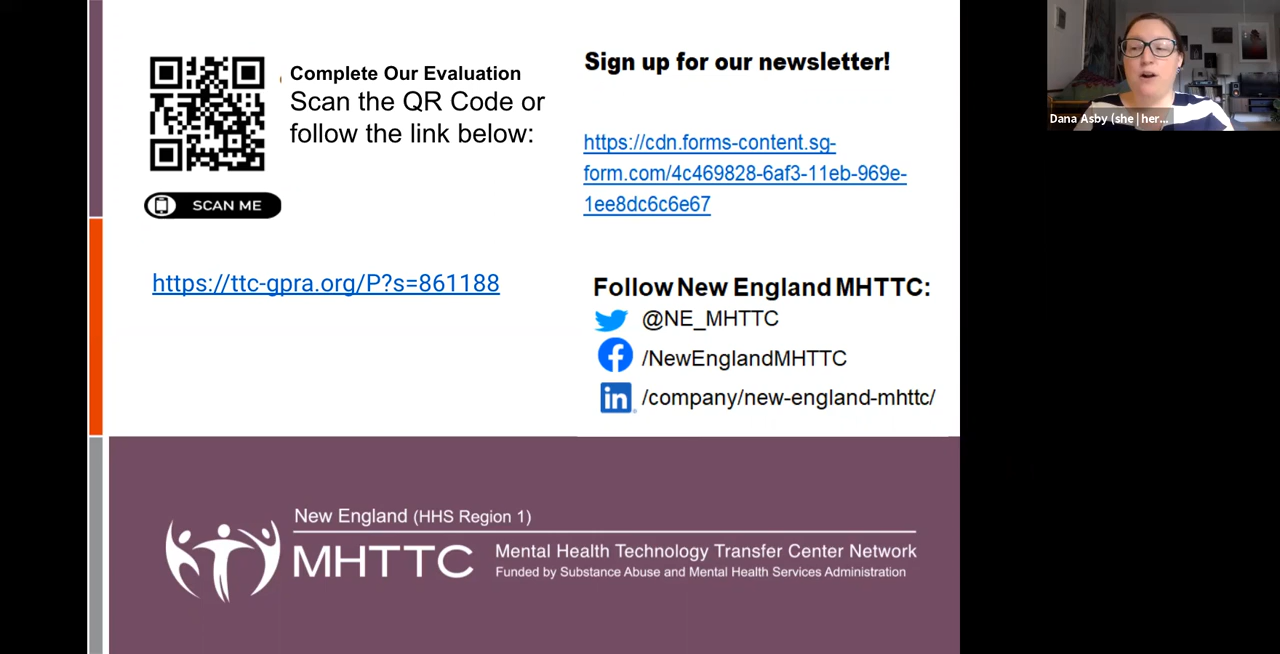 Complete Our Evaluation
Scan the QR Code or
follow the link below:
SCAN ME
https://ttc-gpra.org/P?s=861188
Sign up for our newsletter!
https://cdn.forms-content.sg-
form.com/4c469828-6af3-11eb-969e-
1ee8dc6c6e67
Follow New England MHTTC:
@NE_MHTTC
/NewEnglandMHTTC
in /company/new-england-mhttc/
New England (HHS Region 1)
MHTTC
Mental Health Technology Transfer Center Network
Funded by Substance Abuse and Mental Health Services Administration
Dana Asby (she|her...